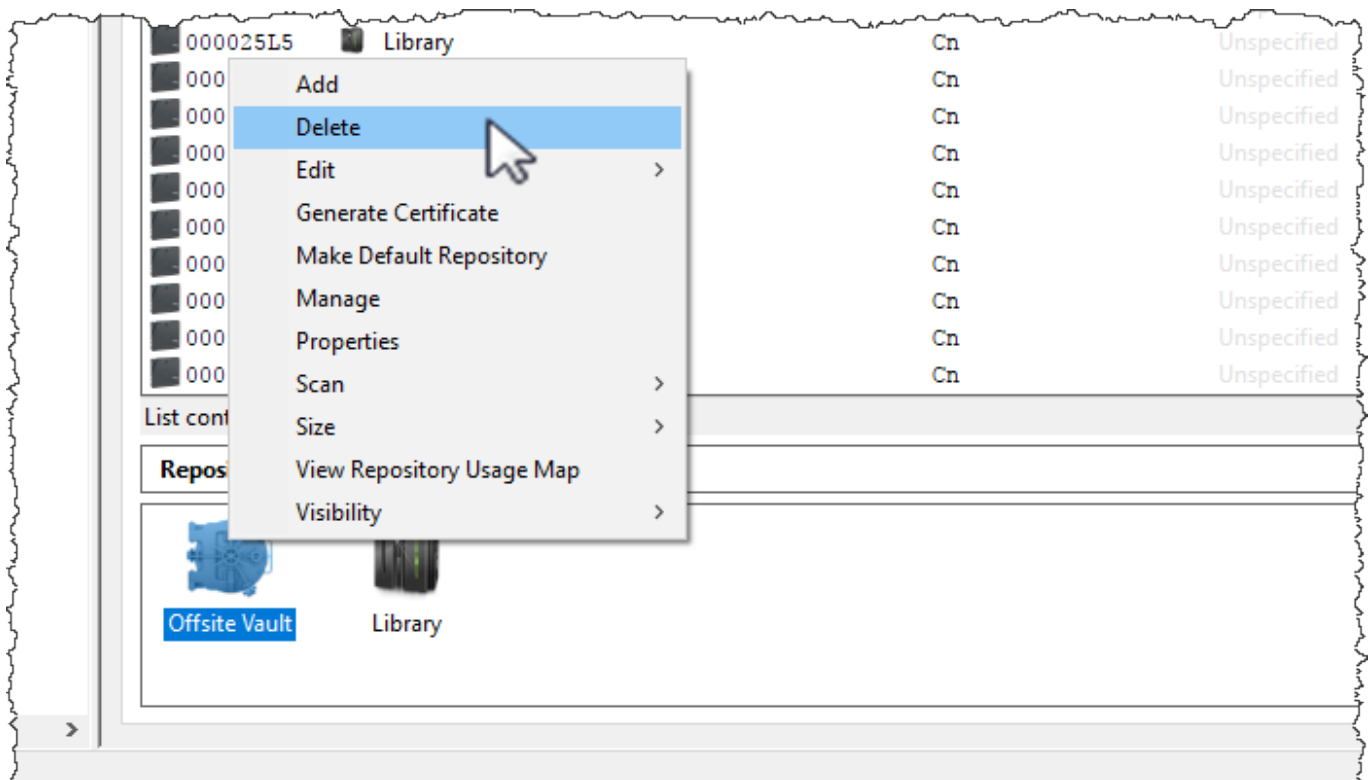 000025L5 Library Cn Unspecified
000 Add Cn Unspecified
000 Delete Cn Unspecified
000 Edit Cn Unspecified
000 Generate Certificate Cn Unspecified
000 Make Default Repository Cn Unspecified
000 Manage Cn Unspecified
000 Properties Cn Unspecified
000 Scan Cn Unspecified
000 Cn Unspecified
List cont Size
Repos View Repository Usage Map
Visibility
Offsite Vault Library